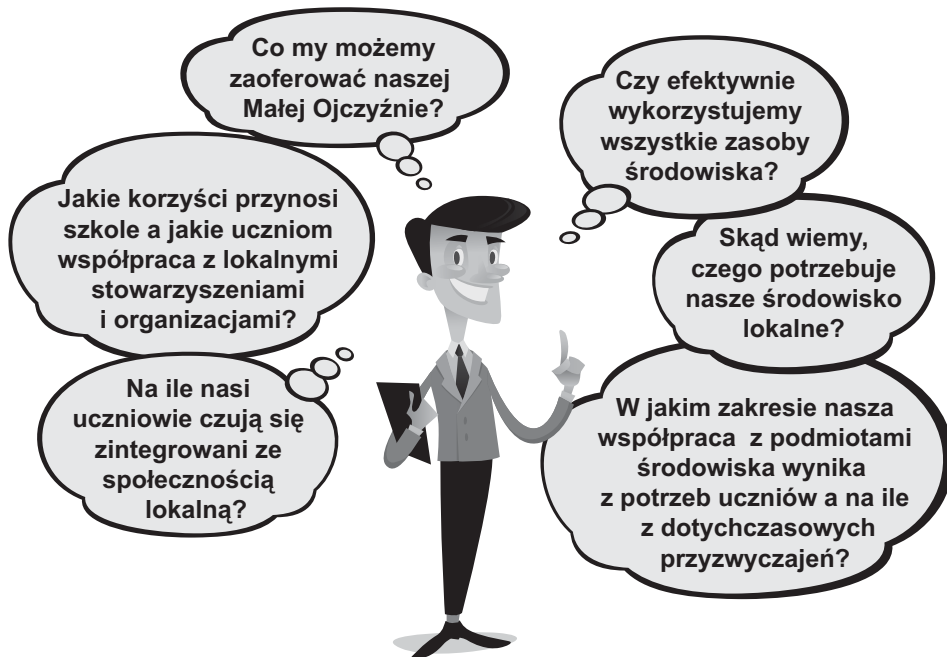 Co my możemy
zaoferować naszej
Małej Ojczyźnie?
Czy efektywnie
wykorzystujemy
wszystkie zasoby
środowiska?
Jakie korzyści przynosi
szkole a jakie uczniom
współpraca z lokalnymi
stowarzyszeniami
i organizacjami?
Skąd wiemy,
czego potrzebuje
nasze środowisko
lokalne?
Na ile nasi
uczniowie czują się
zintegrowani ze
społecznością
lokalną?
W jakim zakresie nasza
współpraca z podmiotami
środowiska wynika
z potrzeb uczniów a na ile
z dotychczasowych
przyzwyczajeń?